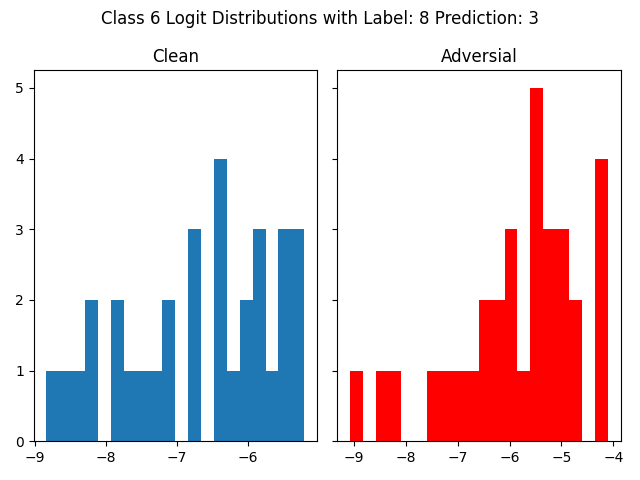 Class 6 Logit Distributions with Label: 8 Prediction: 3
Clean
Adversial
5
4
3
2
1
0
−9 −8 −7 −6
−9 −8 −7 −6 −5 −4